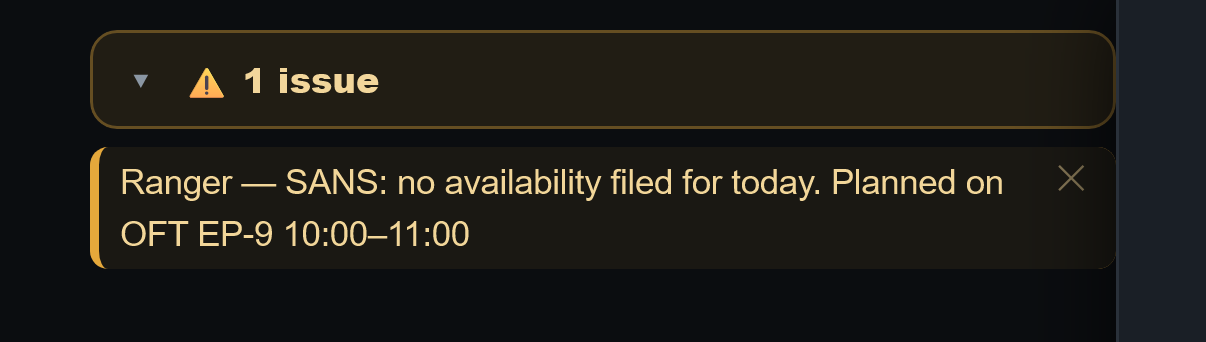 1 issue
Ranger — SANS: no availability filed for today. Planned on
OFT EP-9 10:00–11:00